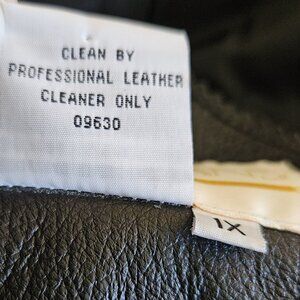 CLEAN BY
PROFESSIONAL LEATHER
CLEANER ONLY
09630
1X